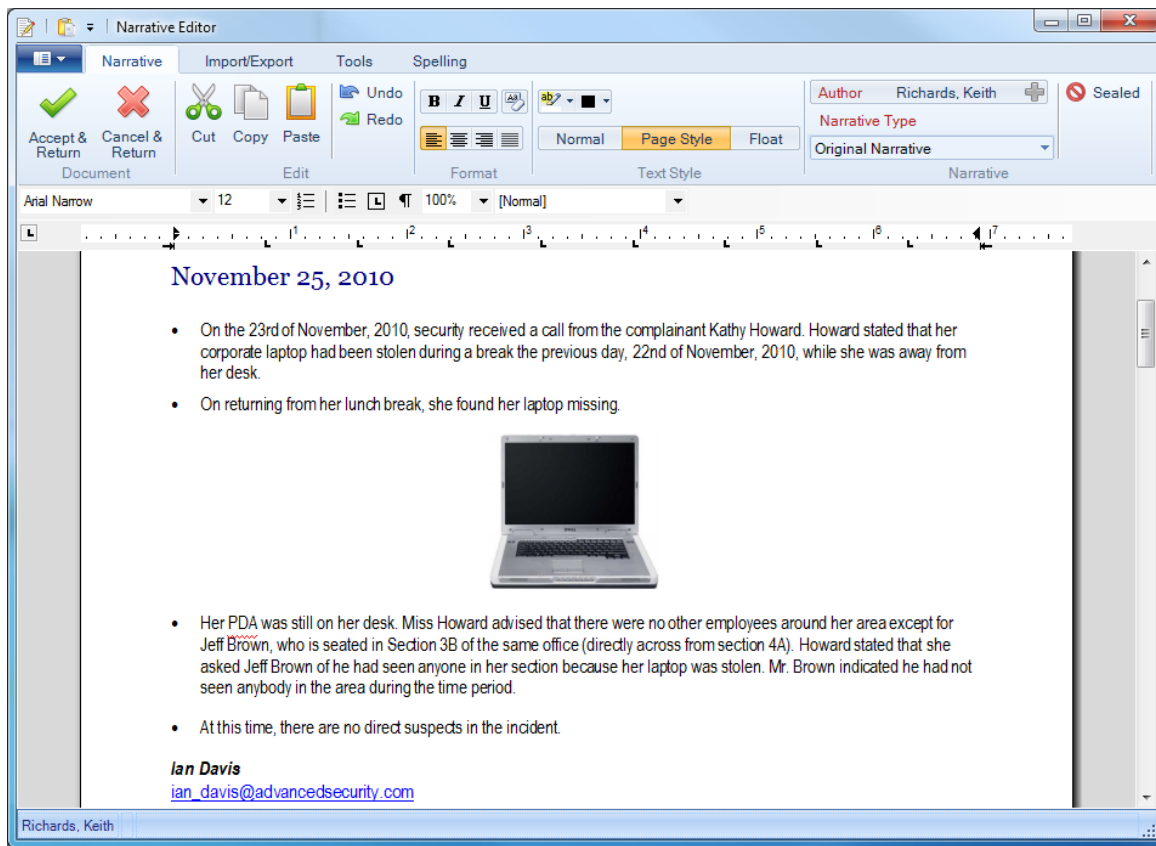 Narrative Editor
Narrative Import/Export Tools Spelling
Accept & Return
Cancel & Return
Cut Copy Paste
Undo
Redo
B I U
Normal Page Style Float
Author Richards, Keith
Narrative Type
Original Narrative
Sealed
Document Edit Format Text Style Narrative
Arial Narrow 12 100% [Normal]
1 2 3 4 5 6 7
November 25, 2010
• On the 23rd of November, 2010, security received a call from the complainant Kathy Howard. Howard stated that her
corporate laptop had been stolen during a break the previous day, 22nd of November, 2010, while she was away from
her desk.
• On returning from her lunch break, she found her laptop missing.
• Her PDA was still on her desk. Miss Howard advised that there were no other employees around her area except for
Jeff Brown, who is seated in Section 3B of the same office (directly across from section 4A). Howard stated that she
asked Jeff Brown of he had seen anyone in her section because her laptop was stolen. Mr. Brown indicated he had not
seen anybody in the area during the time period.
• At this time, there are no direct suspects in the incident.
Ian Davis
ian_davis@advancedsecurity.com
Richards, Keith